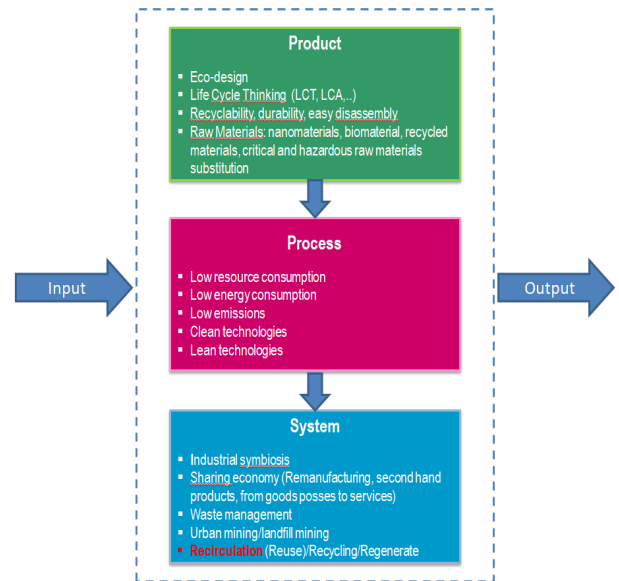 Product
▪ Eco-design
▪ Life Cycle Thinking (LCT, LCA,..)
▪ Recyclability, durability, easy disassembly
▪ Raw Materials: nanomaterials, biomaterial, recycled
materials, critical and hazardous raw materials
substitution
Process
▪ Low resource consumption
▪ Low energy consumption
▪ Low emissions
▪ Clean technologies
▪ Lean technologies
Input
Output
System
▪ Industrial symbiosis
▪ Sharing economy (Remanufacturing, second hand
products, from goods posses to services)
▪ Waste management
▪ Urban mining/landfill mining
▪ Recirculation (Reuse)/Recycling/Regenerate